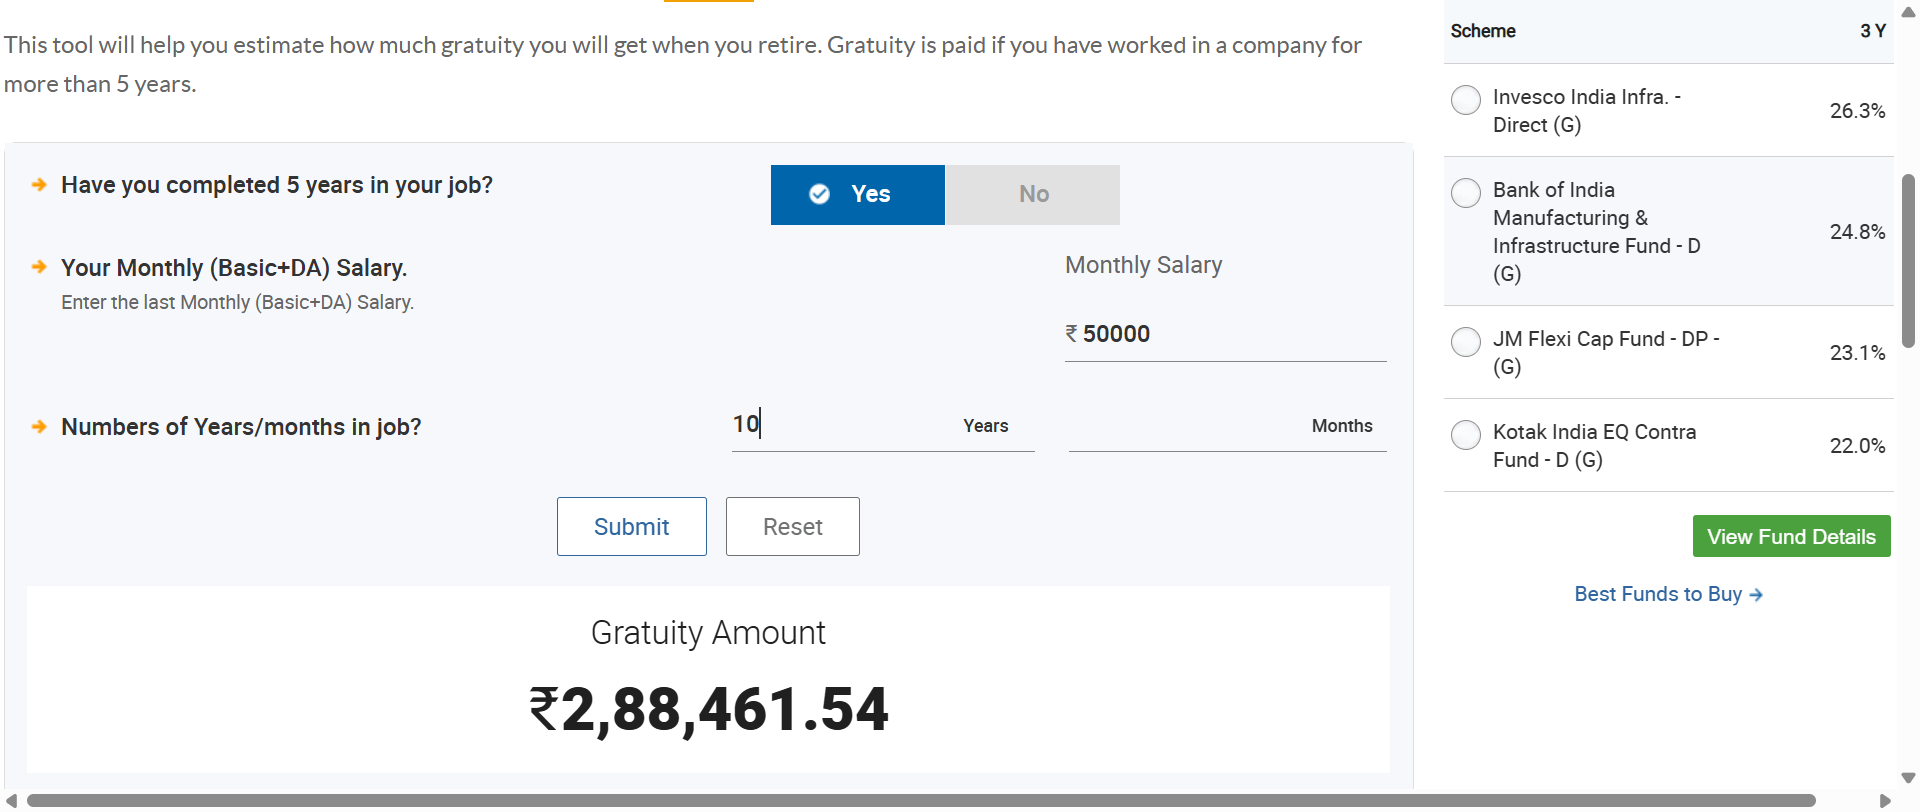 This tool will help you estimate how much gratuity you will get when you retire. Gratuity is paid if you have worked in a company for
more than 5 years.
Have you completed 5 years in your job?
Yes
No
Your Monthly (Basic+DA) Salary.
Enter the last Monthly (Basic+DA) Salary.
Monthly Salary
₹ 50000
Numbers of Years/months in job?
10
Years
Months
Submit
Reset
Gratuity Amount
₹2,88,461.54
Scheme 3 Y
Invesco India Infra. -
Direct (G)
26.3%
Bank of India
Manufacturing &
Infrastructure Fund - D
(G)
24.8%
JM Flexi Cap Fund - DP -
(G)
23.1%
Kotak India EQ Contra
Fund - D (G)
22.0%
View Fund Details
Best Funds to Buy